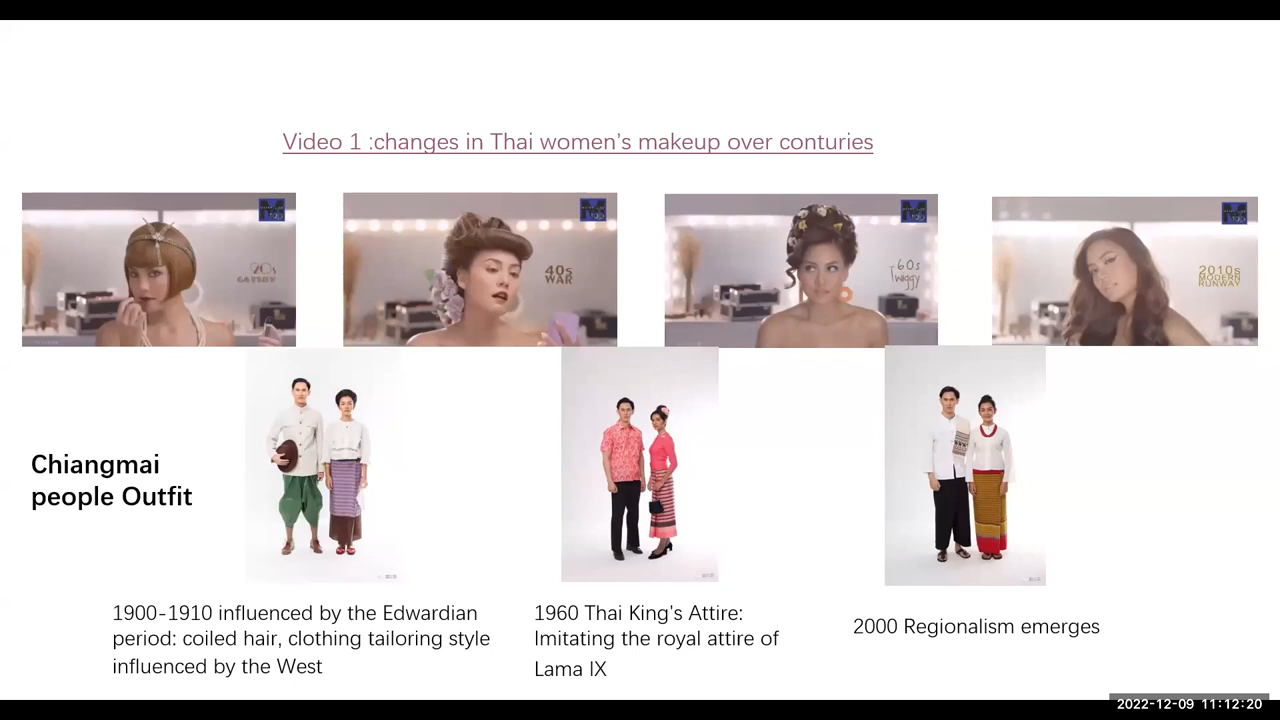 Video 1 :changes in Thai women's makeup over conturies
20s
40s
WAR
60s
Twiggy
2010s
MODERN
RUNWAY
Chiangmai
people Outfit
1900-1910 influenced by the Edwardian
period: coiled hair, clothing tailoring style
influenced by the West
1960 Thai King's Attire:
Imitating the royal attire of
Lama IX
2000 Regionalism emerges
2022-12-09 11:12:20